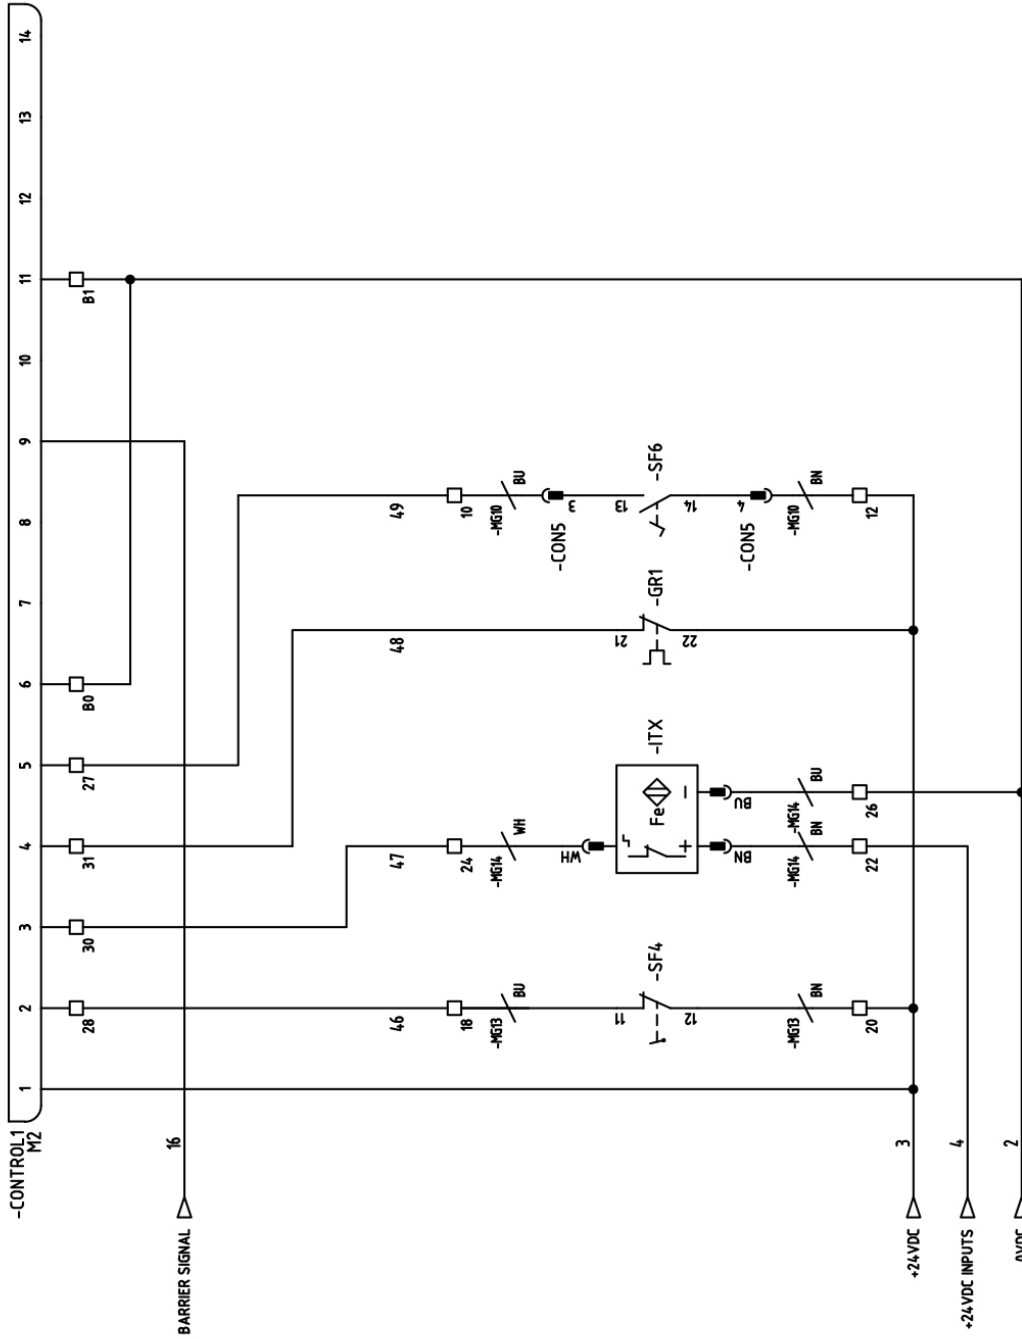 -CONTROL1
M2
1 2 3 4 5 6 7 8 9 10 11 12 13 14
28
30
31
27
B0
B1
BARRIER SIGNAL
16
46
47
48
49
18
24
10
-MG13
BU
-MG14
WH
-MG10
BU
WH
3
-CON5
11
21
13
-SF4
Fe
-ITX
-GR1
-SF6
+
-
12
22
14
BN
BU
4
-CON5
-MG13
BN
-MG14
BN
-MG14
BU
-MG10
BN
20
22
26
12
+24VDC
3
+24VDC INPUTS
4
2